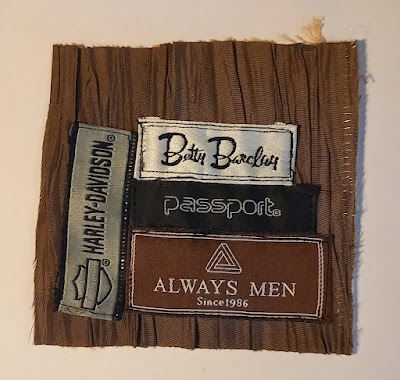 HARLEY-DAVIDSON®
Betty Barclay
passport®
ALWAYS MEN
Since 1986